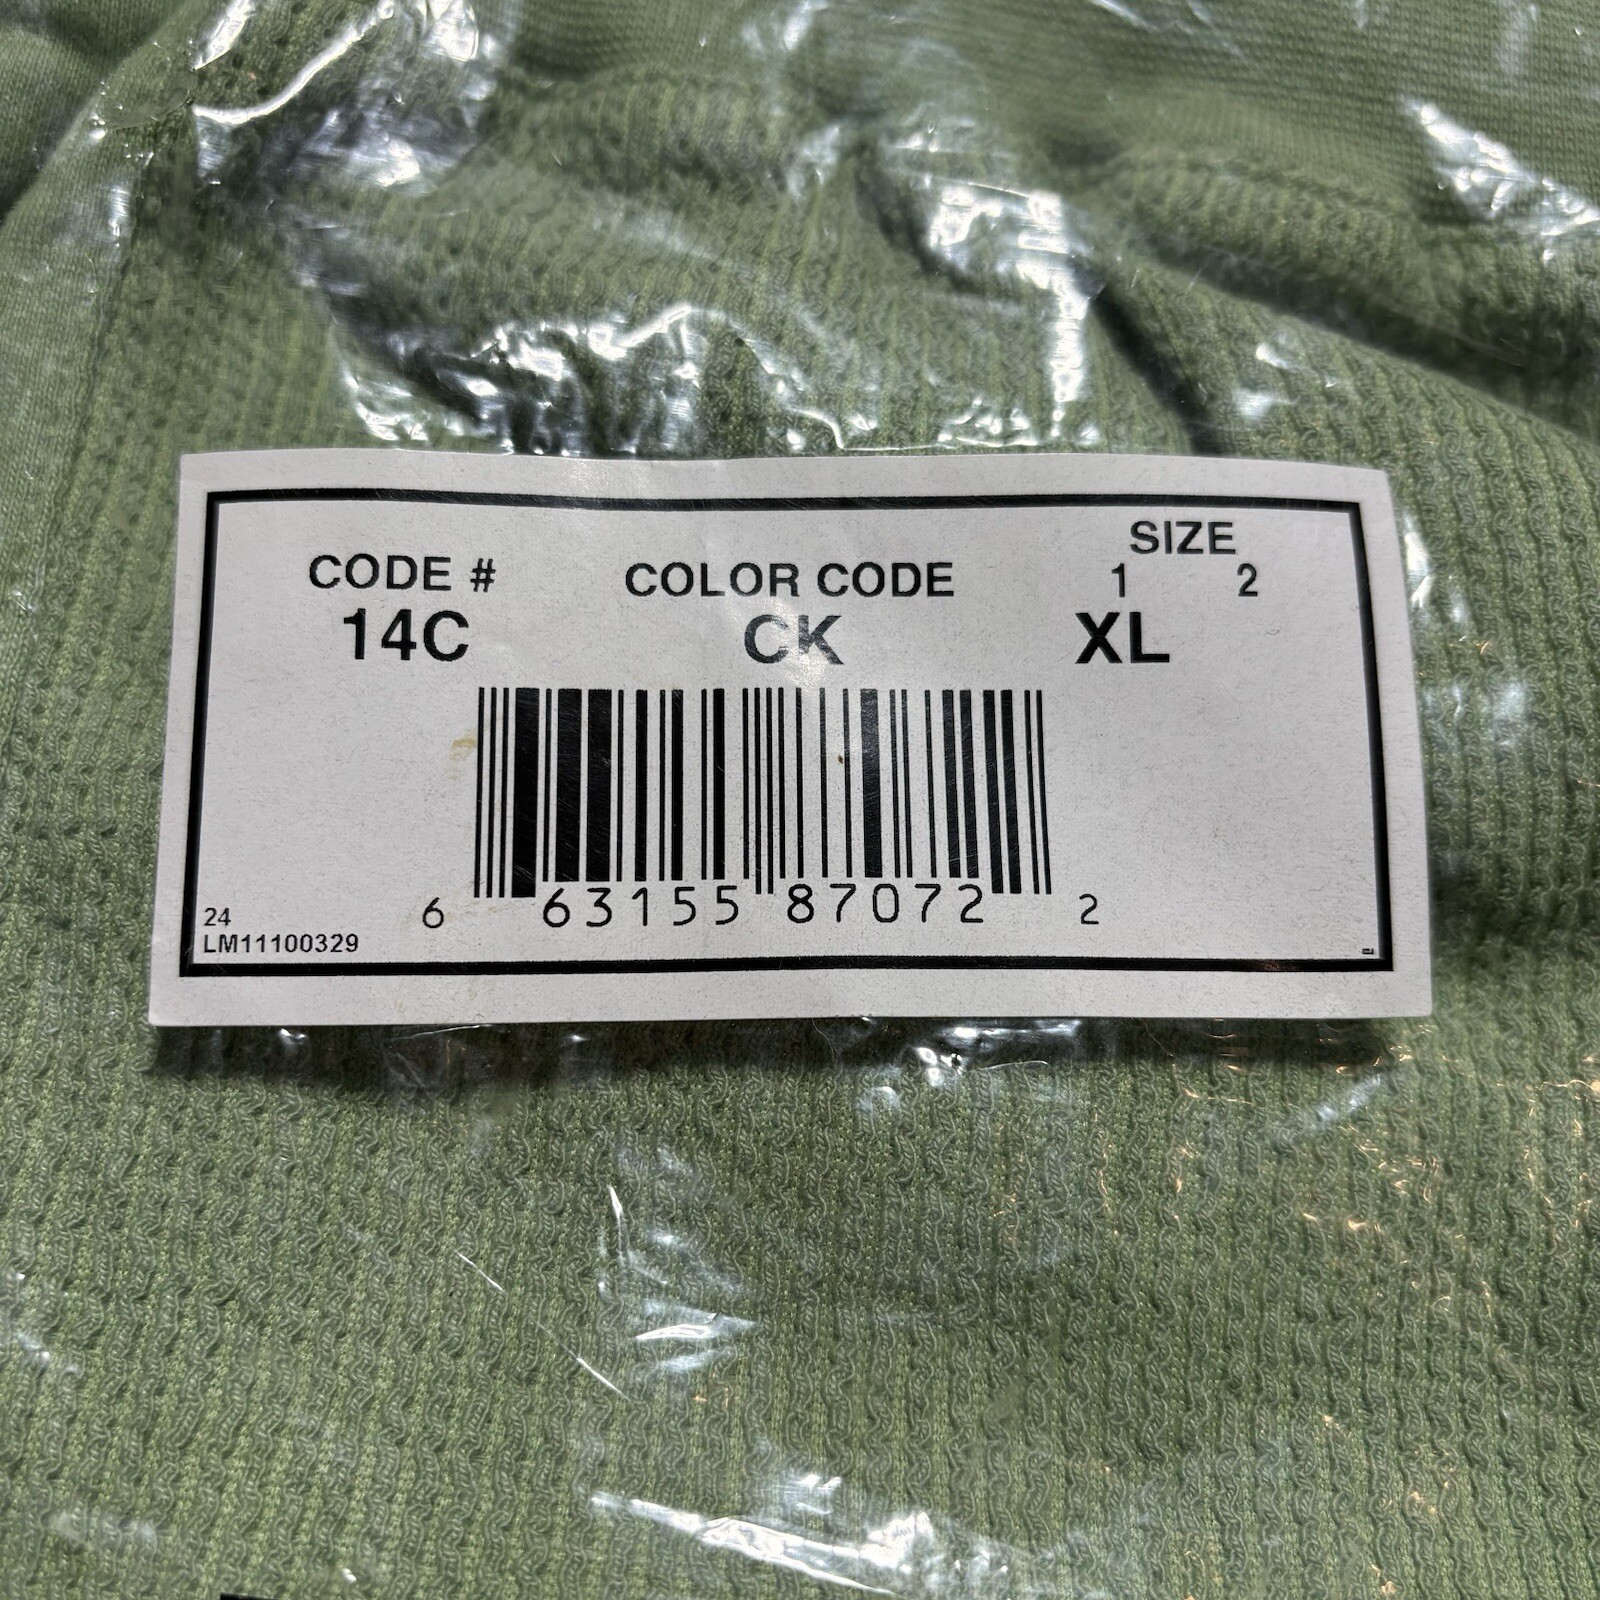 SIZE
CODE # COLOR CODE 1 2
14C CK XL
6 63155 87072 2
24
LM11100329